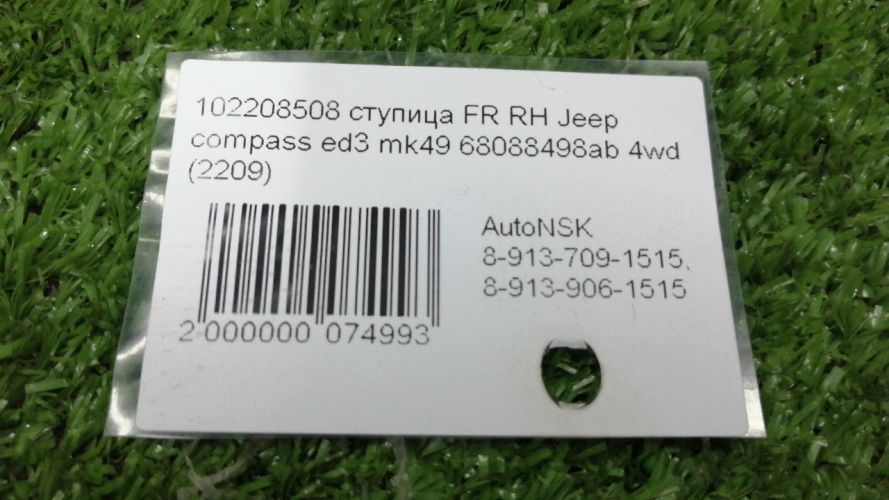 102208508 ступица FR RH Jeep
compass ed3 mk49 68088498ab 4wd
(2209)
AutoNSK
8-913-709-1515,
8-913-906-1515
2 000000 074993